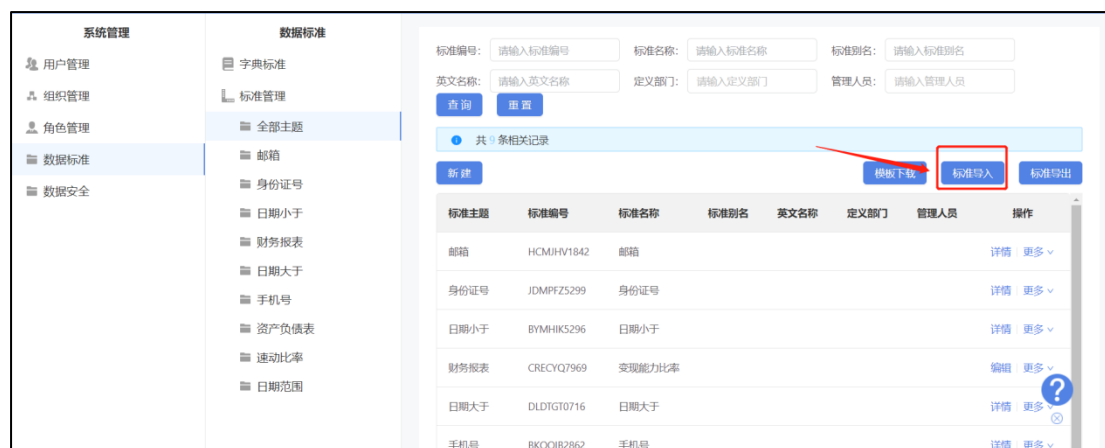 系统管理
用户管理
组织管理
角色管理
数据标准
数据安全
数据标准
字典标准
标准管理
全部主题
邮箱
身份证号
日期小于
财务报表
日期大于
手机号
资产负债表
速动比率
日期范围
标准编号： 请输入标准编号 标准名称： 请输入标准名称 标准别名： 请输入标准别名
英文名称： 请输入英文名称 定义部门： 请输入定义部门 管理人员： 请输入管理人员
查询 重置
共 9 条相关记录
新建 模板下载 标准导入 标准导出
标准主题 标准编号 标准名称 标准别名 英文名称 定义部门 管理人员 操作
邮箱 HCMJHV1842 邮箱 详情 更多
身份证号 JDMPFZ5299 身份证号 详情 更多
日期小于 BYMHIK5296 日期小于 详情 更多
财务报表 CRECYQ7969 变现能力比率 编辑 更多
日期大于 DLDTGT0716 日期大于 详情 更多
手机号 BKOOIB2862 手机号 详情 更多